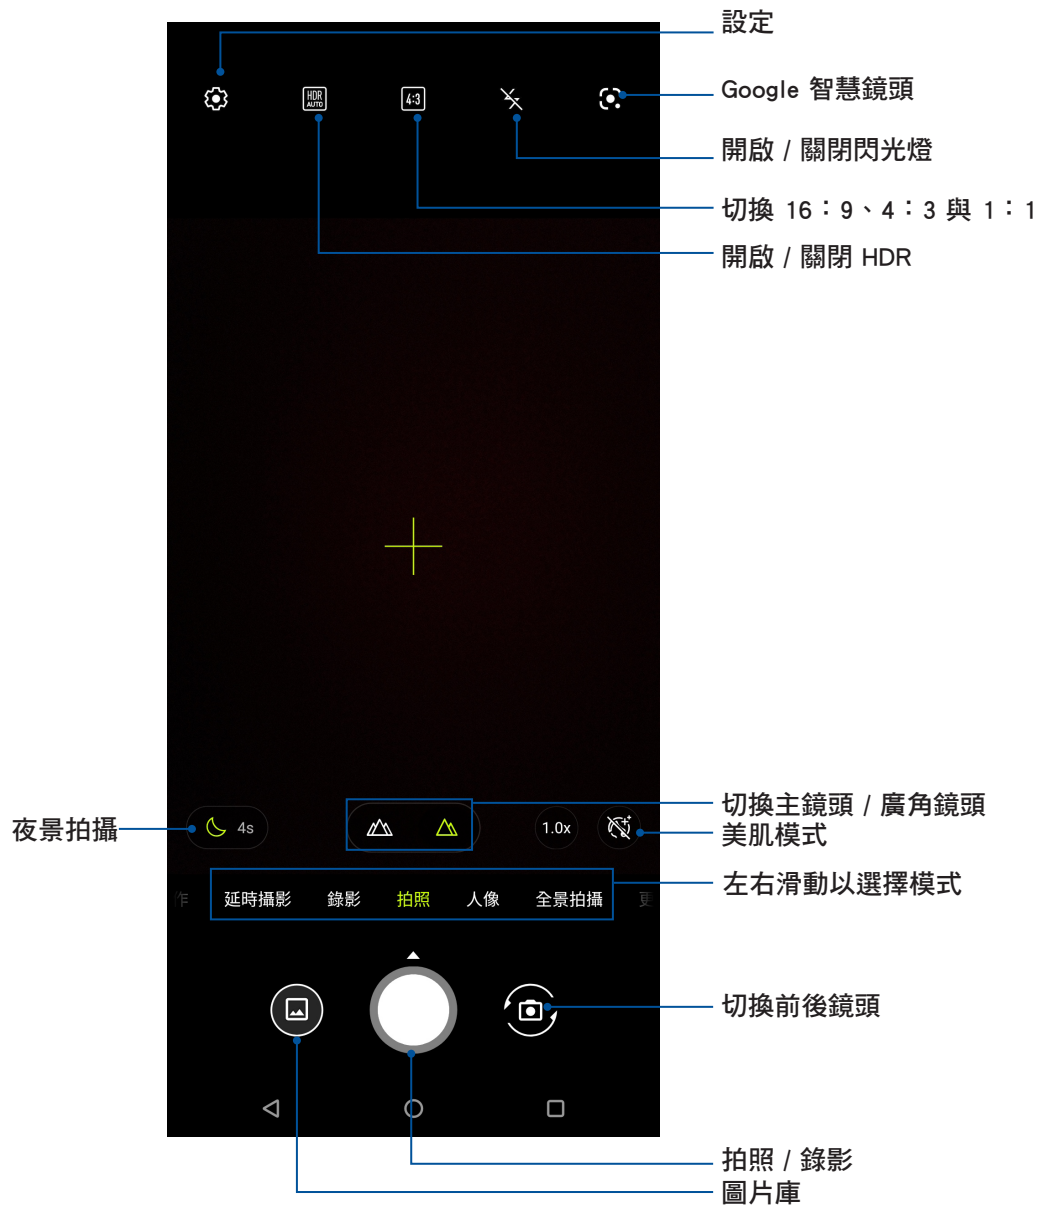 設定
HDR
AUTO
4:3
Google 智慧鏡頭
開啟 / 關閉閃光燈
切換 16：9、4：3 與 1：1
開啟 / 關閉 HDR
夜景拍攝
4s
1.0x
切換主鏡頭 / 廣角鏡頭
美肌模式
作 延時攝影 錄影 拍照 人像 全景拍攝 更
左右滑動以選擇模式
切換前後鏡頭
拍照 / 錄影
圖片庫